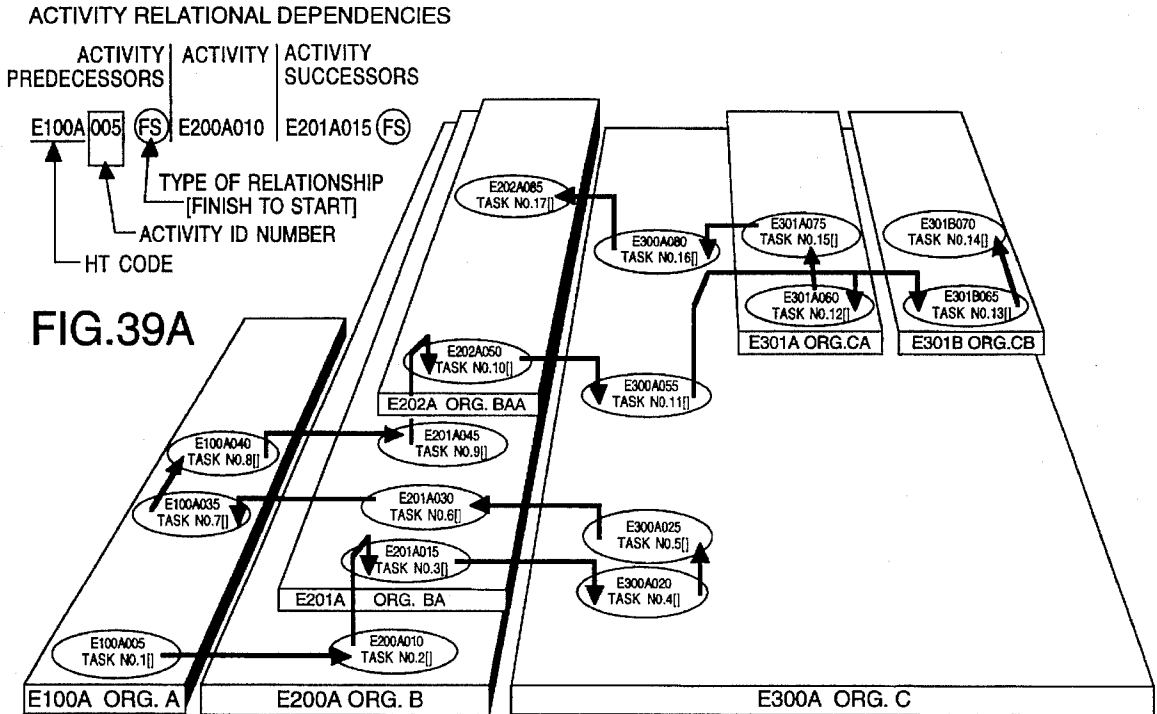 ACTIVITY RELATIONAL DEPENDENCIES
ACTIVITY PREDECESSORS
ACTIVITY
ACTIVITY SUCCESSORS
E100A 005 FS E200A010 E201A015 FS
TYPE OF RELATIONSHIP
[FINISH TO START]
ACTIVITY ID NUMBER
HT CODE
FIG.39A
E202A085
TASK NO.17[]
E300A080
TASK NO.16[]
E301A075
TASK NO.15[]
E301B070
TASK NO.14[]
E301A060
TASK NO.12[]
E301B065
TASK NO.13[]
E301A ORG.CA
E301B ORG.CB
E202A050
TASK NO.10[]
E300A055
TASK NO.11[]
E202A ORG. BAA
E100A040
TASK NO.8[]
E201A045
TASK NO.9[]
E100A035
TASK NO.7[]
E201A030
TASK NO.6[]
E300A025
TASK NO.5[]
E201A015
TASK NO.3[]
E300A020
TASK NO.4[]
E201A ORG. BA
E100A005
TASK NO.1[]
E200A010
TASK NO.2[]
E100A ORG. A
E200A ORG. B
E300A ORG. C